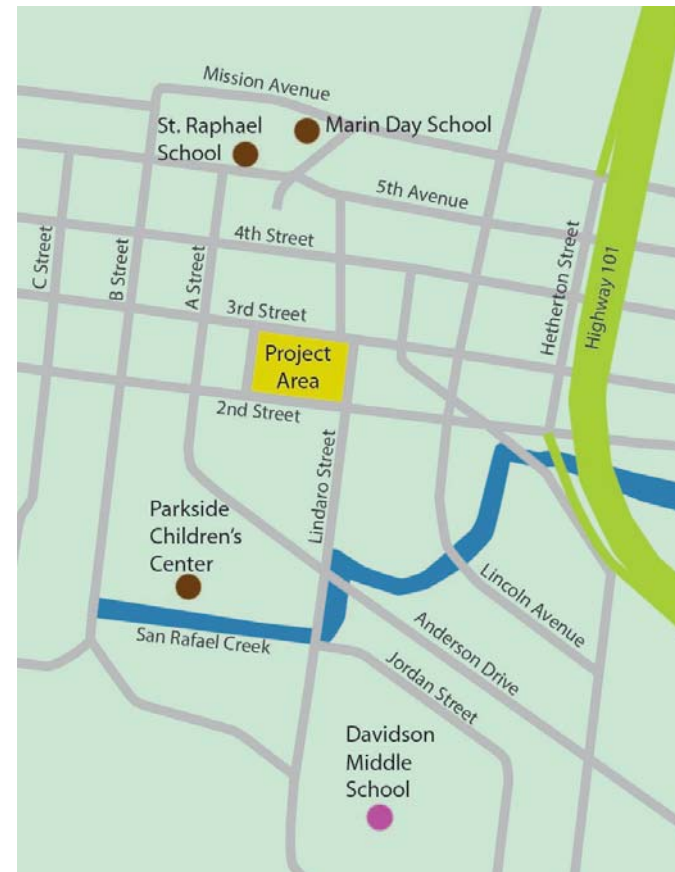 Mission Avenue
St. Raphael
School
Marin Day School
5th Avenue
4th Street
C Street
B Street
A Street
3rd Street
Hetherton Street
Highway 101
Project
Area
2nd Street
Lindaro Street
Parkside
Children's
Center
San Rafael Creek
Lincoln Avenue
Anderson Drive
Jordan Street
Davidson
Middle
School